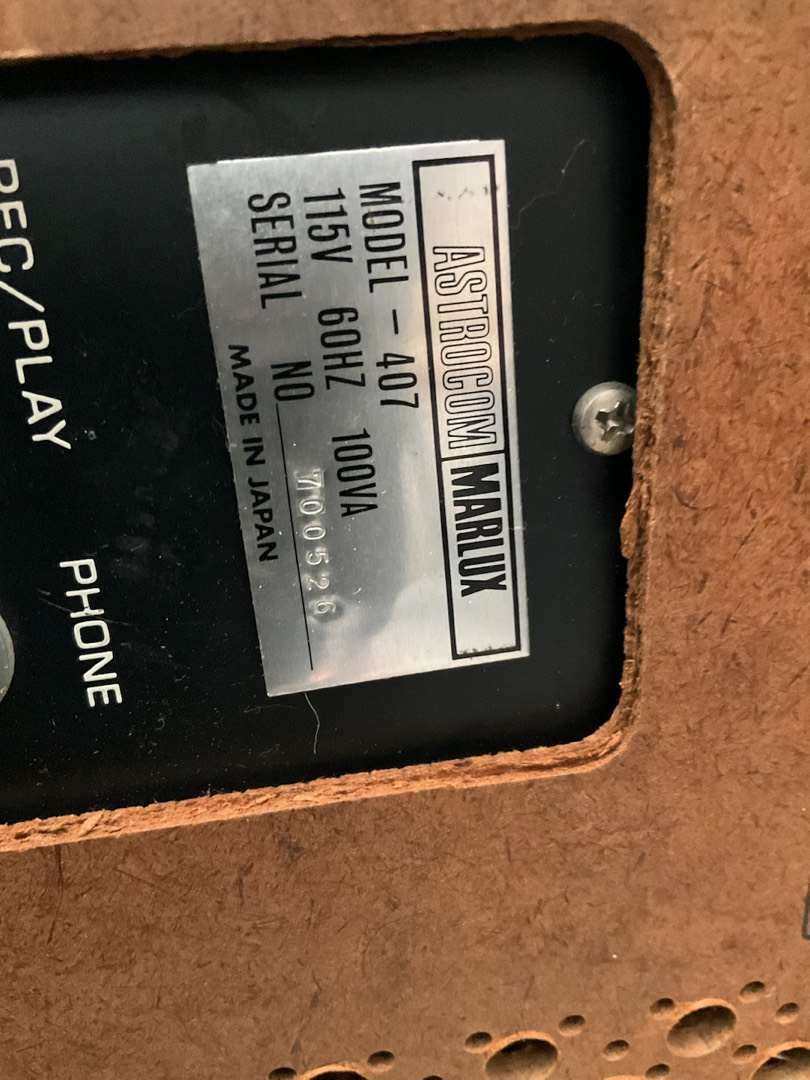 ASTROCOM MARLUX
MODEL - 407
115V 60HZ 100VA
SERIAL NO 700526
MADE IN JAPAN
REC/PLAY
PHONE